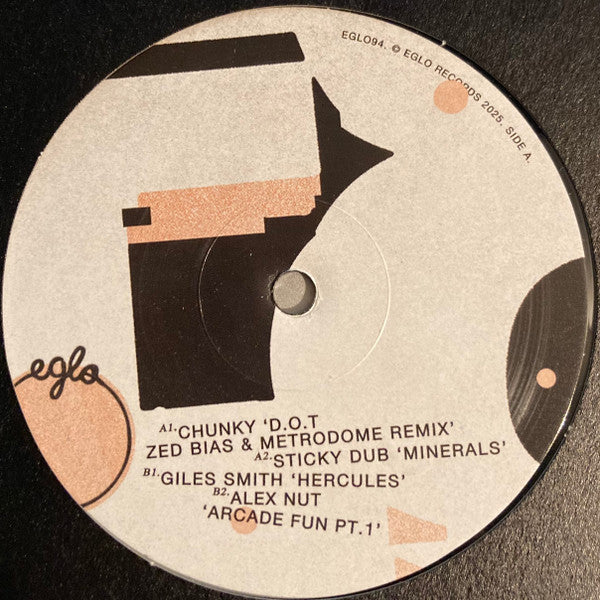 EGLO94. © EGLO RECORDS 2025. SIDE A.
eglo
A1. CHUNKY ‘D.O.T
ZED BIAS & METRODOME REMIX’
A2. STICKY DUB ‘MINERALS’
B1. GILES SMITH ‘HERCULES’
B2. ALEX NUT
‘ARCADE FUN PT.1’